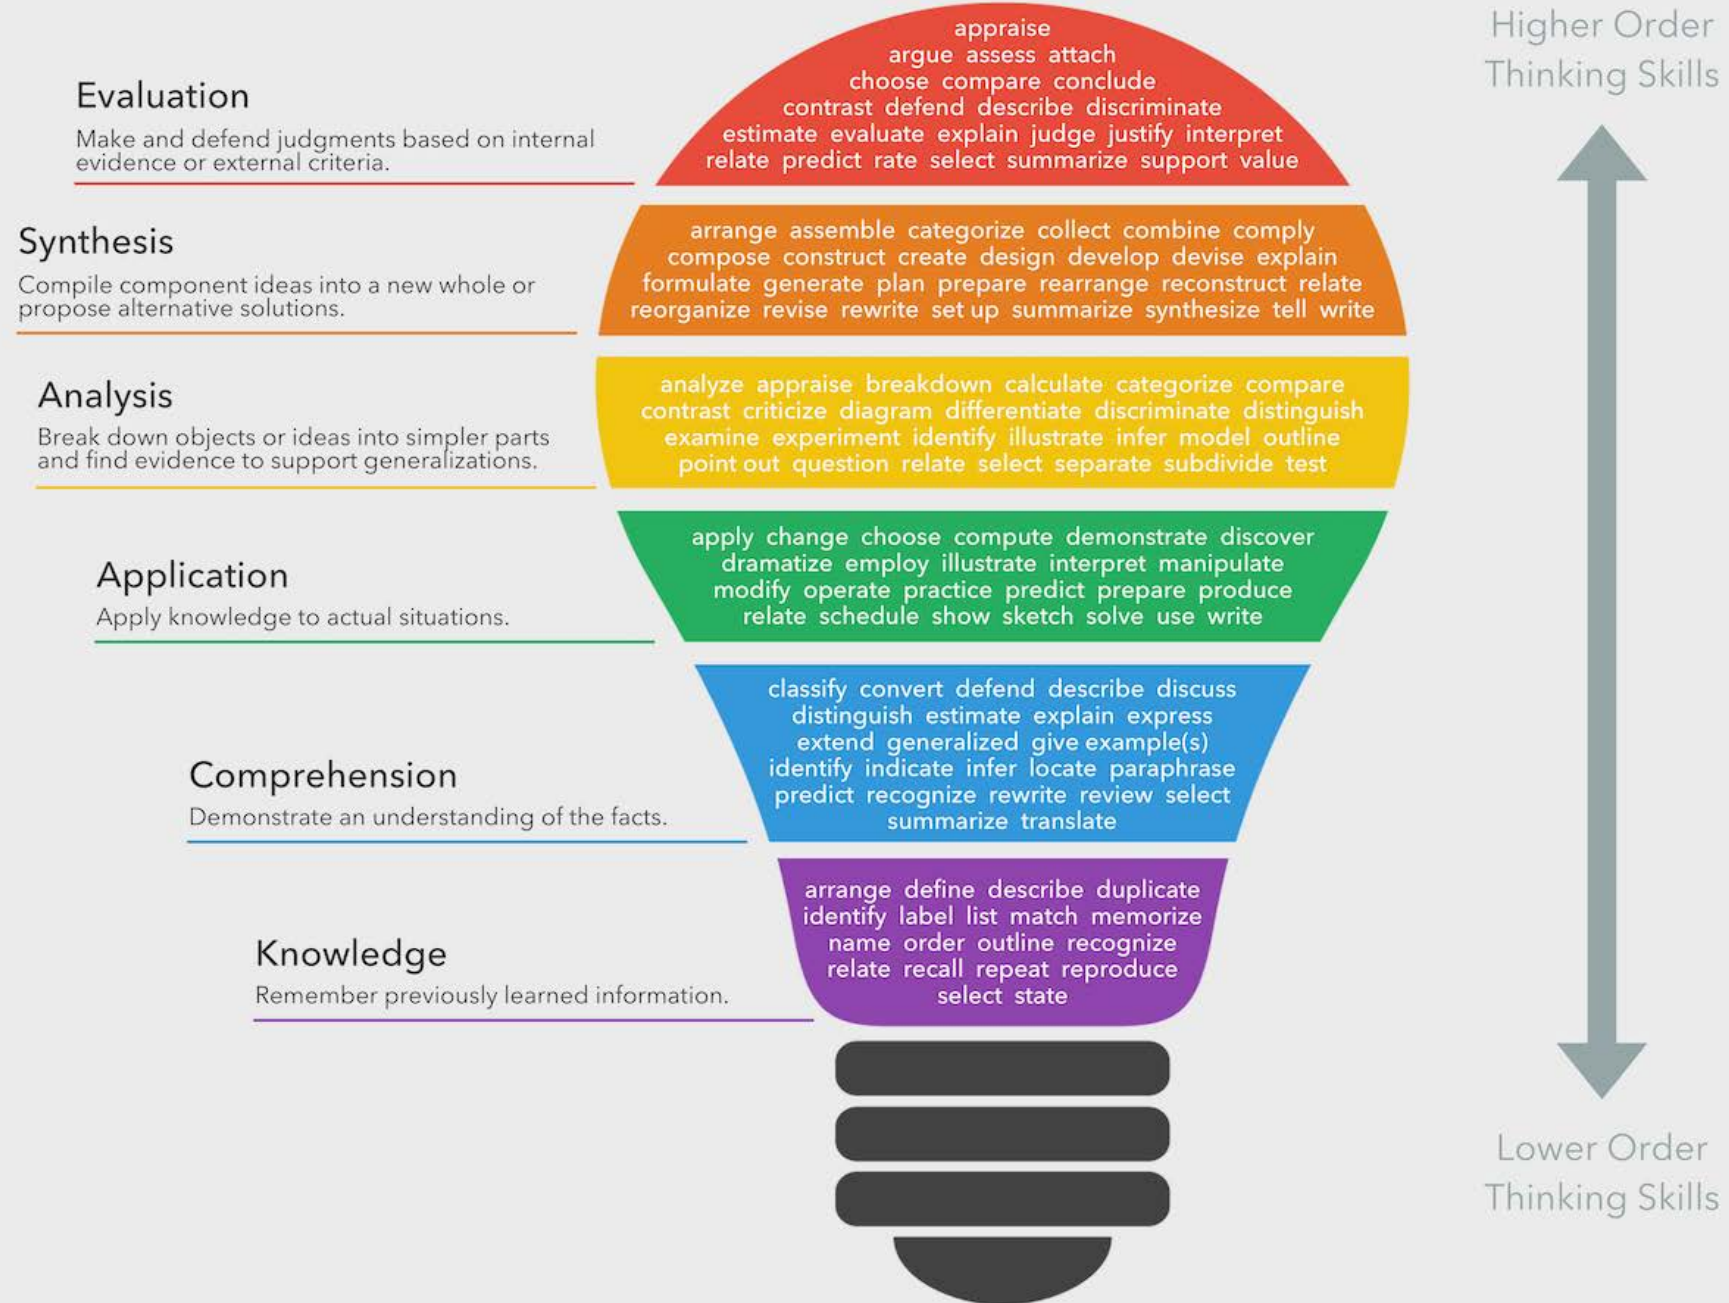 Higher Order
Thinking Skills
Evaluation
Make and defend judgments based on internal
evidence or external criteria.
appraise
argue assess attach
choose compare conclude
contrast defend describe discriminate
estimate evaluate explain judge justify interpret
relate predict rate select summarize support value
Synthesis
Compile component ideas into a new whole or
propose alternative solutions.
arrange assemble categorize collect combine comply
compose construct create design develop devise explain
formulate generate plan prepare rearrange reconstruct relate
reorganize revise rewrite set up summarize synthesize tell write
Analysis
Break down objects or ideas into simpler parts
and find evidence to support generalizations.
analyze appraise breakdown calculate categorize compare
contrast criticize diagram differentiate discriminate distinguish
examine experiment identify illustrate infer model outline
point out question relate select separate subdivide test
Application
Apply knowledge to actual situations.
apply change choose compute demonstrate discover
dramatize employ illustrate interpret manipulate
modify operate practice predict prepare produce
relate schedule show sketch solve use write
Comprehension
Demonstrate an understanding of the facts.
classify convert defend describe discuss
distinguish estimate explain express
extend generalized give example(s)
identify indicate infer locate paraphrase
predict recognize rewrite review select
summarize translate
Knowledge
Remember previously learned information.
arrange define describe duplicate
identify label list match memorize
name order outline recognize
relate recall repeat reproduce
select state
Lower Order
Thinking Skills